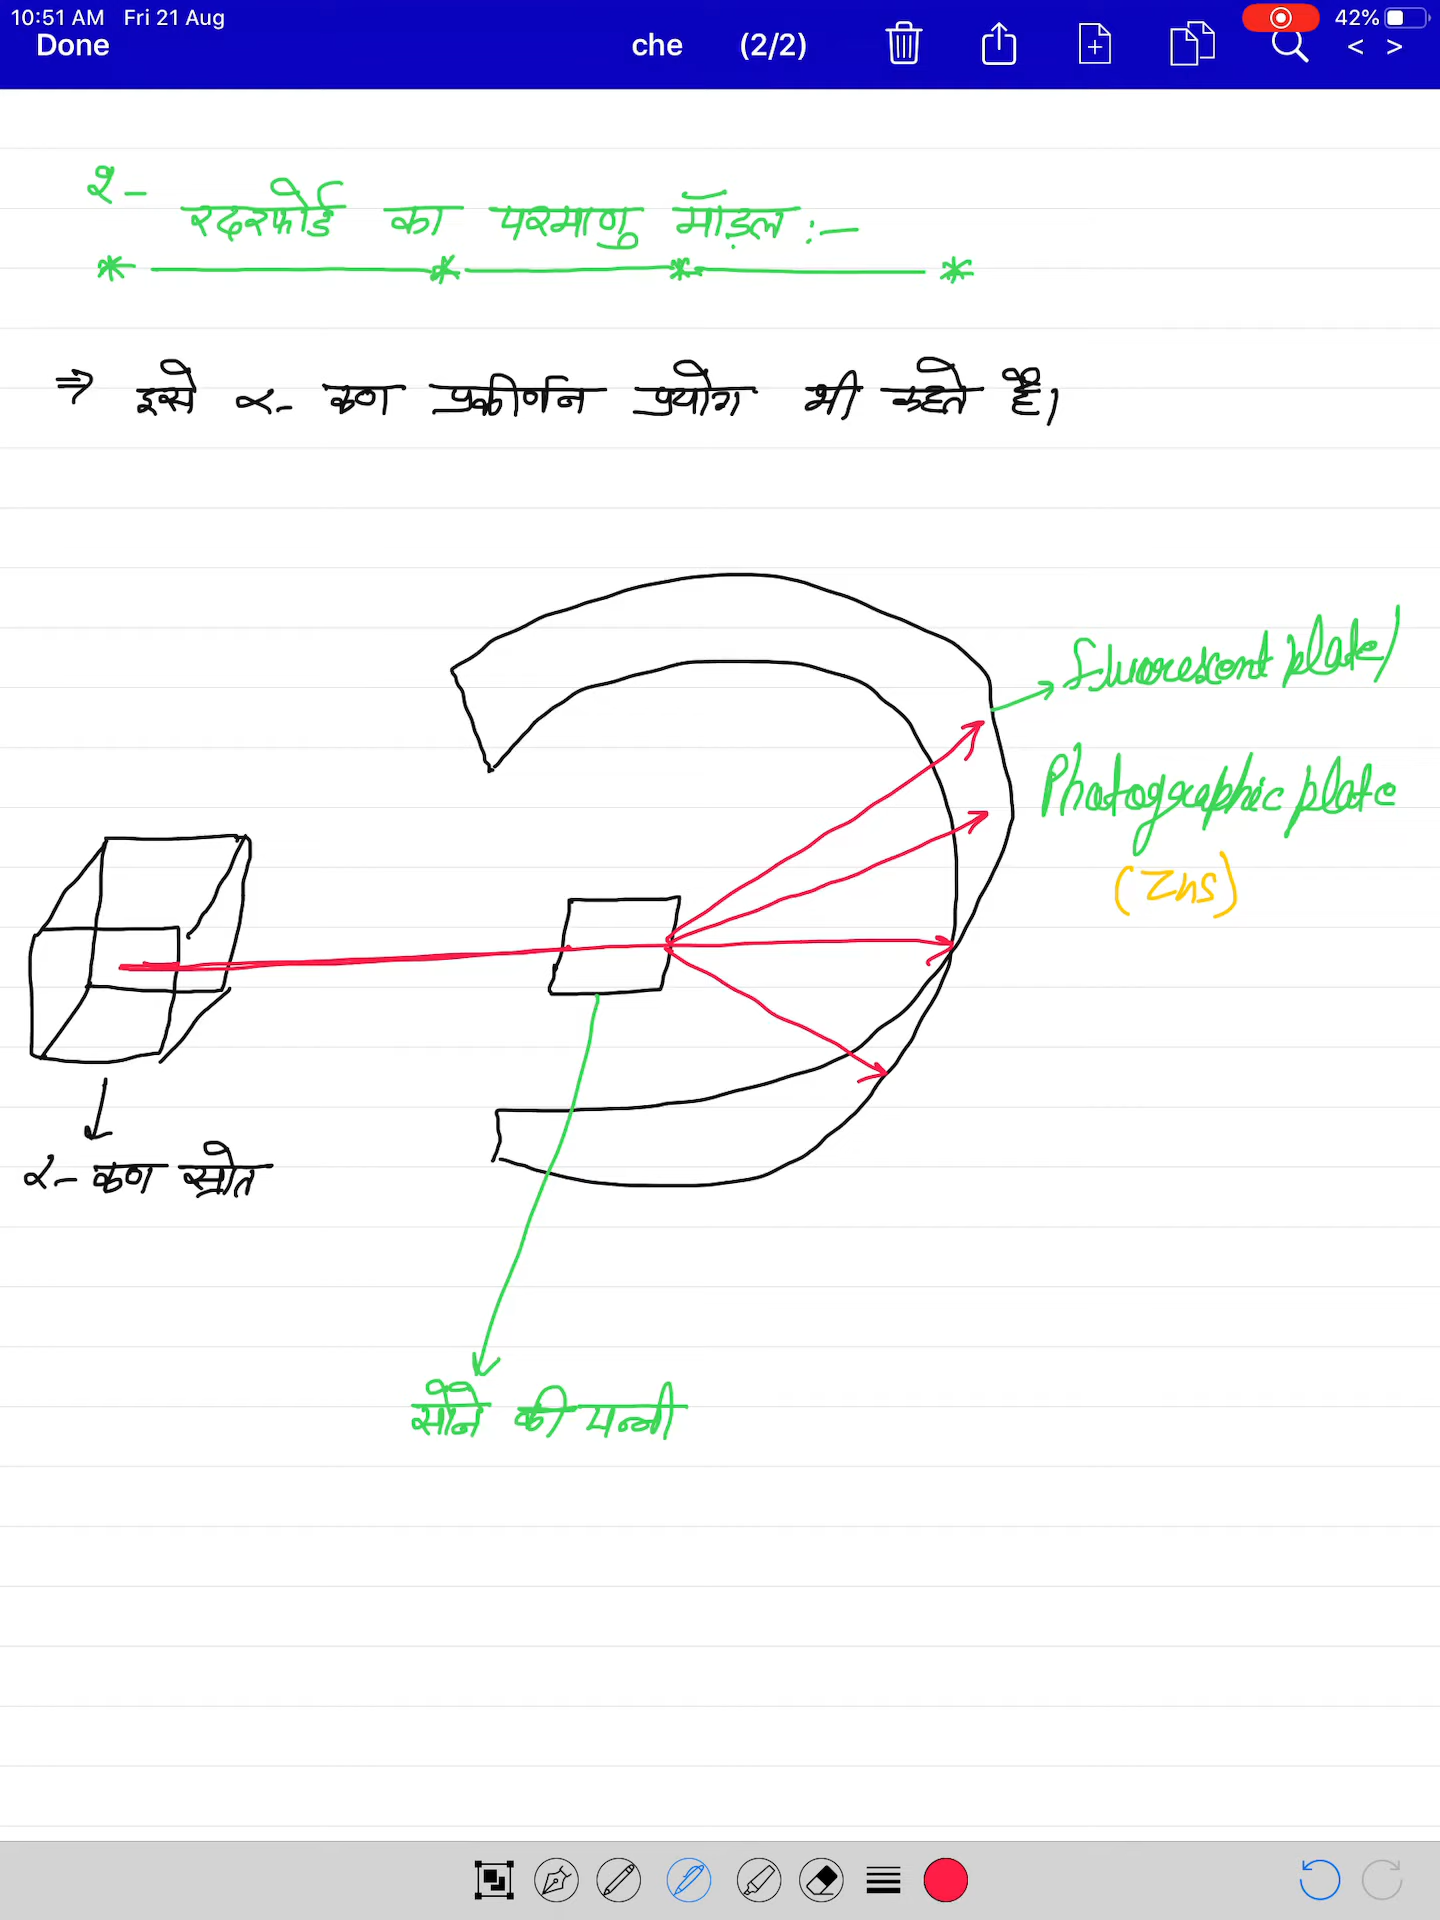 10:51 AM Fri 21 Aug 42%
Done che (2/2) < >
२- रदरफोर्ड का परमाणु मॉड़ल :-
⇒ इसे α- कण प्रकीर्णन प्रयोग भी कहते है।
fluorescent plate/
Photographic plate
(ZnS)
α- कण स्रोत
सोने की पन्नी